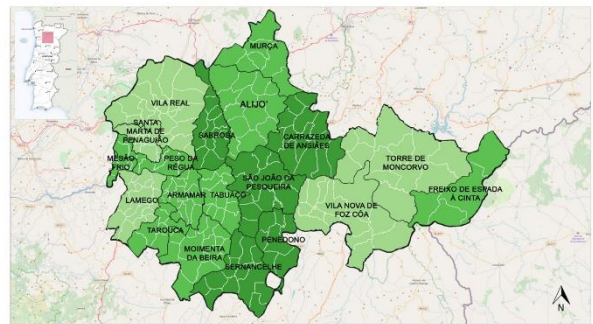 MURÇA
VILA REAL
ALIJO'
SANTA
MARTA DE
PENAGUIÃO
SABROSA
CARRAZEDA
DE ANSIÃES
MESÃO
FRIO
PESO DA
RÉGUA
TORRE DE
MONCORVO
SÃO JOÃO DA
PESQUEIRA
FREIXO DE ESPADA
À CINTA
LAMEGO
ARMAMAR
TABUAÇO
VILA NOVA DE
FOZ CÔA
TAROUCA
PENEDONO
MOIMENTA
DA BEIRA
SERNANCELHE
N